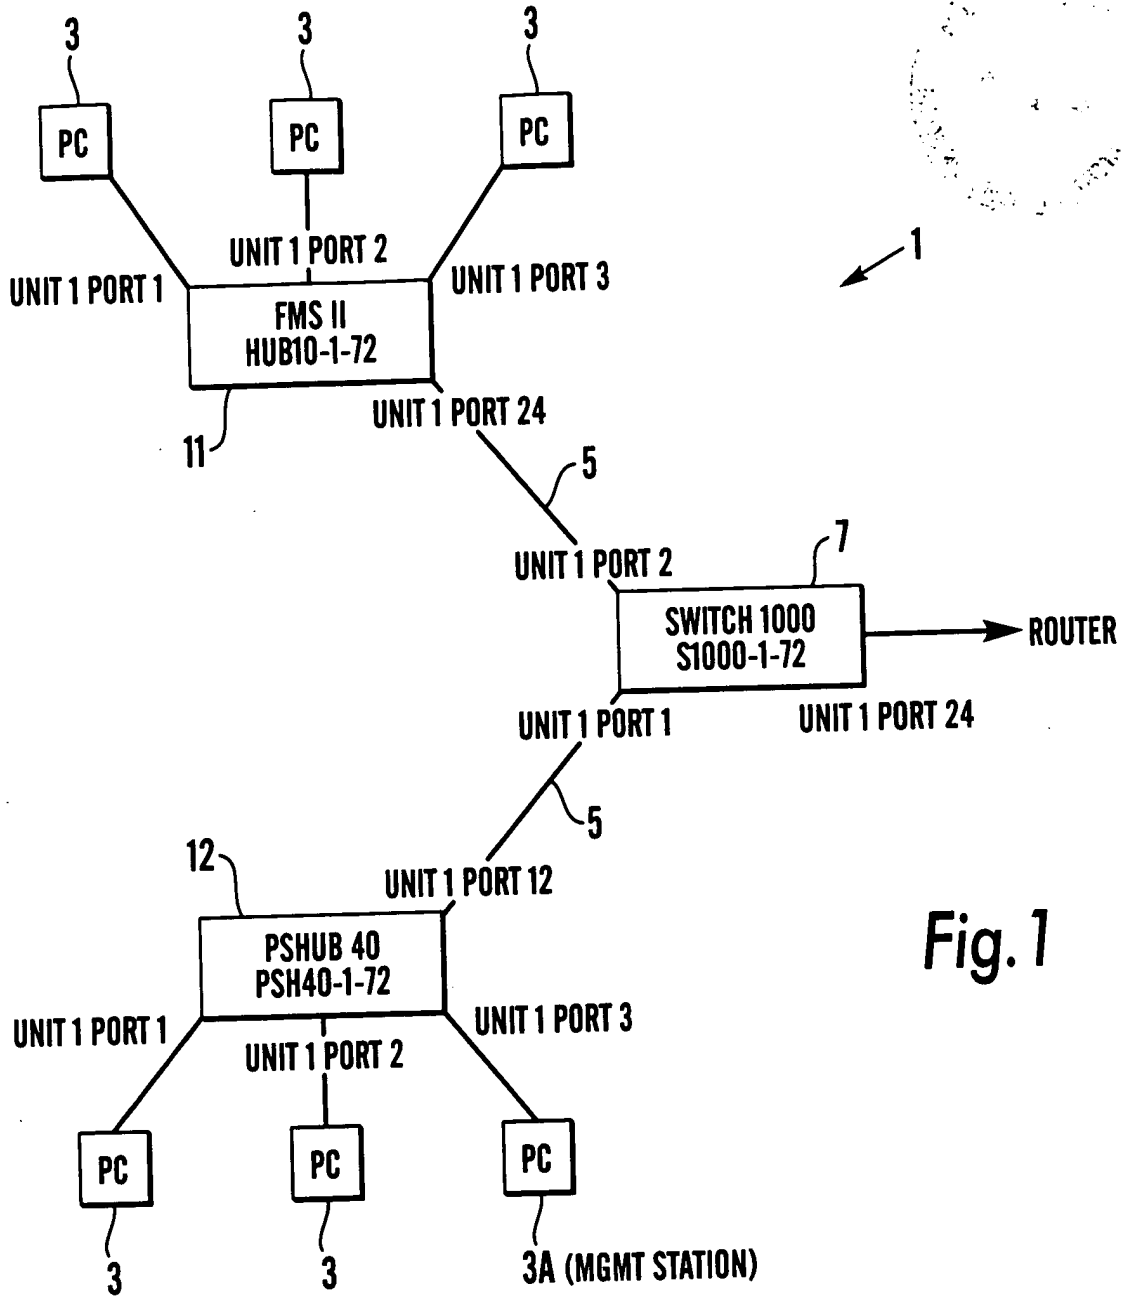 3
3
3
PC
PC
PC
1
UNIT 1 PORT 2
UNIT 1 PORT 1
UNIT 1 PORT 3
FMS II
HUB10-1-72
UNIT 1 PORT 24
11
5
7
UNIT 1 PORT 2
SWITCH 1000
S1000-1-72
ROUTER
UNIT 1 PORT 1
UNIT 1 PORT 24
5
12
UNIT 1 PORT 12
PSHUB 40
PSH40-1-72
Fig.1
UNIT 1 PORT 1
UNIT 1 PORT 3
UNIT 1 PORT 2
PC
PC
PC
3
3
3A (MGMT STATION)